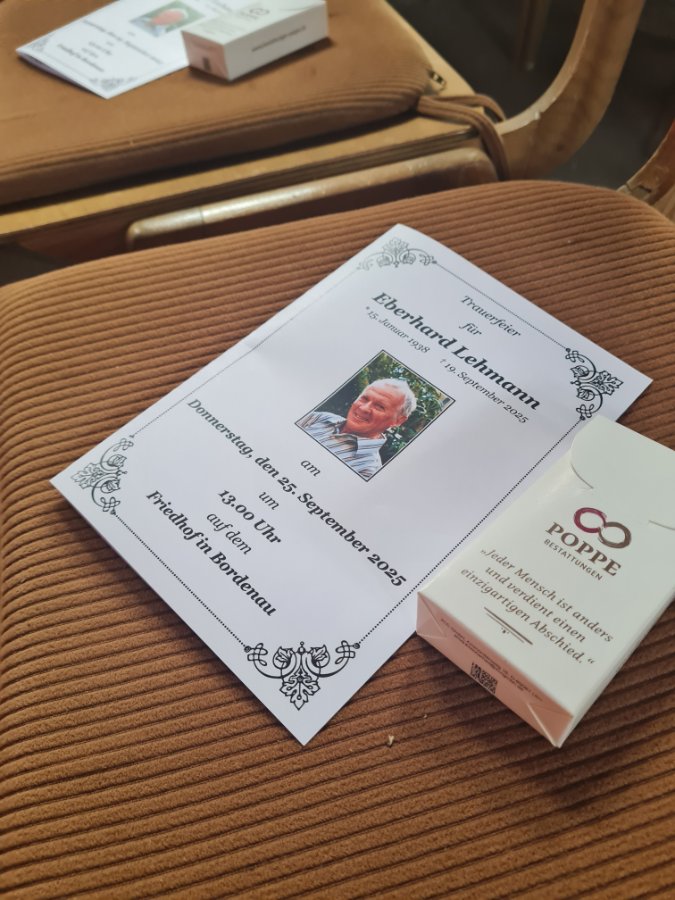 Trauerfeier
für
Eberhard Lehmann
* 15. Januar 1938 † 19. September 2025
am
Donnerstag, den 25. September 2025
um
13.00 Uhr
auf dem
Friedhof in Bordenau
POPPE
BESTATTUNGEN
„Jeder Mensch ist anders
und verdient einen
einzigartigen Abschied.“